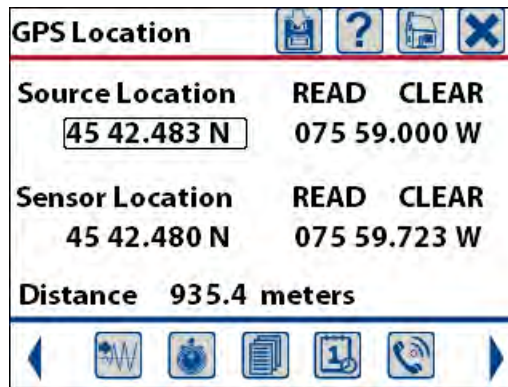 GPS Location
Source Location READ CLEAR
45 42.483 N 075 59.000 W
Sensor Location READ CLEAR
45 42.480 N 075 59.723 W
Distance 935.4 meters